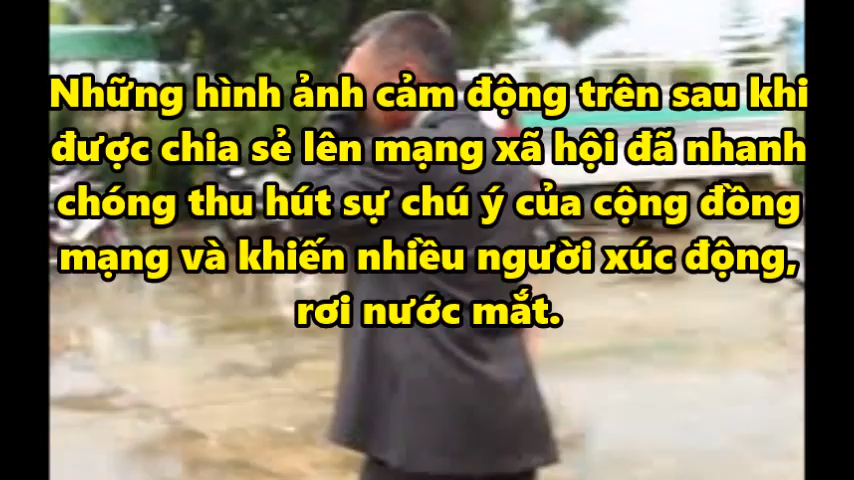 Những hình ảnh cảm động trên sau khi
được chia sẻ lên mạng xã hội đã nhanh
chóng thu hút sự chú ý của cộng đồng
mạng và khiến nhiều người xúc động,
rơi nước mắt.